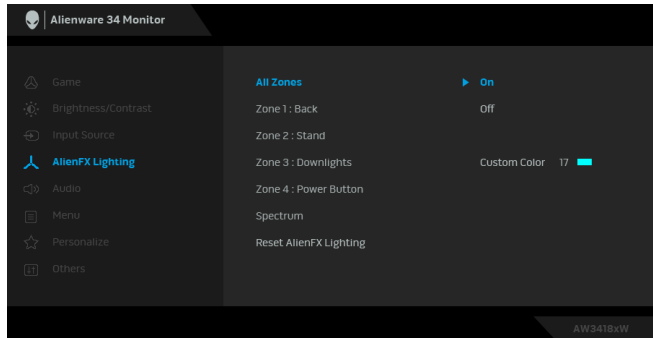 Alienware 34 Monitor
Game
Brightness/Contrast
Input Source
AlienFX Lighting
Audio
Menu
Personalize
Others
All Zones
Zone 1 : Back
Zone 2 : Stand
Zone 3 : Downlights
Zone 4 : Power Button
Spectrum
Reset AlienFX Lighting
On
Off
Custom Color 17
AW3418xW